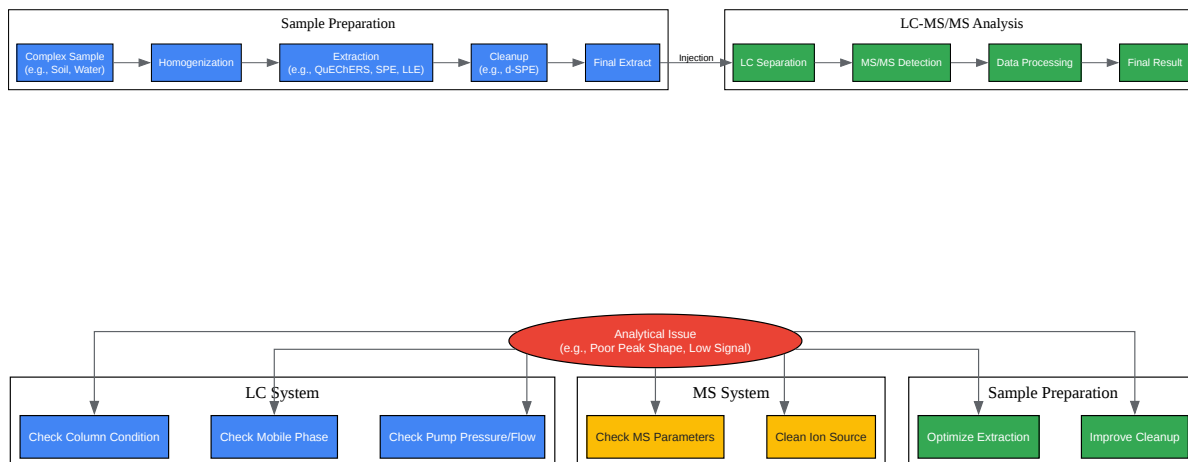 Sample Preparation
LC-MS/MS Analysis
Complex Sample
(e.g., Soil, Water)
Homogenization
Extraction
(e.g., QuEChERS, SPE, LLE)
Cleanup
(e.g., d-SPE)
Final Extract
Injection
LC Separation
MS/MS Detection
Data Processing
Final Result
Analytical Issue
(e.g., Poor Peak Shape, Low Signal)
LC System
MS System
Sample Preparation
Check Column Condition
Check Mobile Phase
Check Pump Pressure/Flow
Check MS Parameters
Clean Ion Source
Optimize Extraction
Improve Cleanup